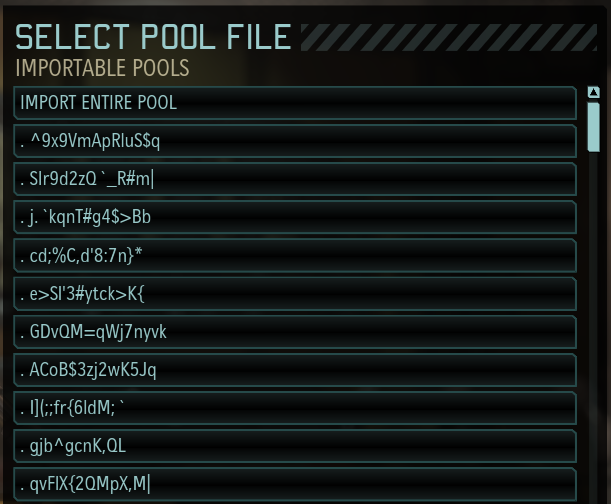 SELECT POOL FILE
IMPORTABLE POOLS
IMPORT ENTIRE POOL
. ^9x9VmApRluS$q
. SIr9d2zQ`_R#m|
. j. `kqnT#g4$>Bb
. cd;%C,d'8:7n}*
. e>SI'3#ytck>K{
. GDvQM=qWj7nyvk
. ACoB$3zj2wK5Jq
. I](;;fr{6IdM; `
. gjb^gcnK,QL
. qvFIX{2QMpX,M|